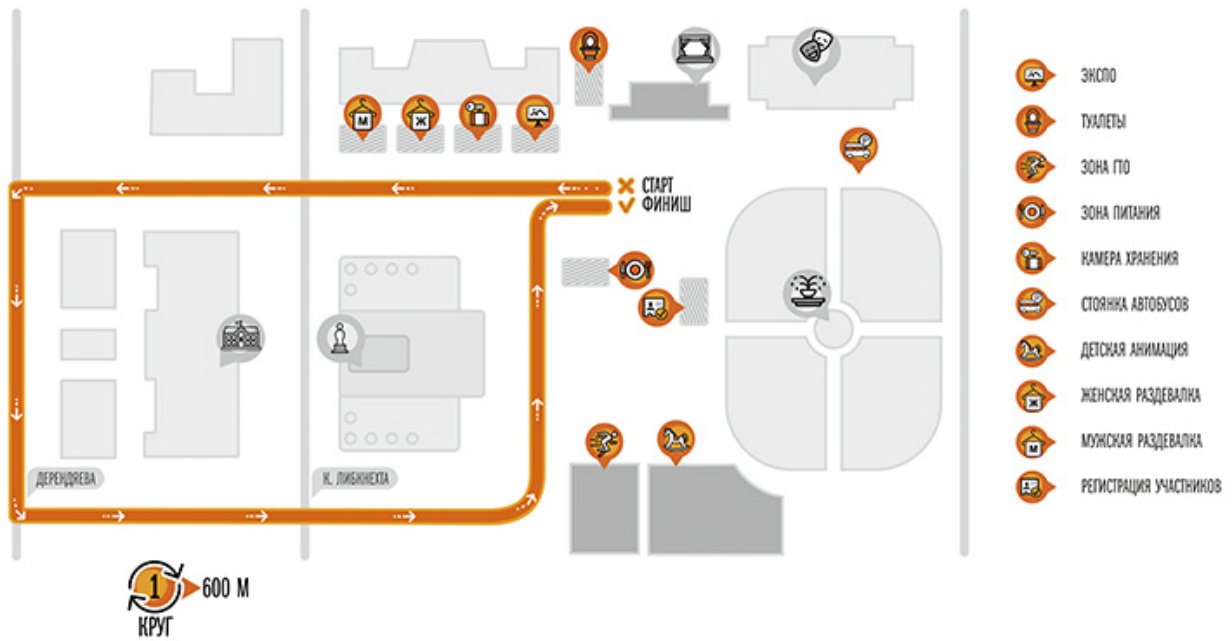 М
Ж
СТАРТ
ФИНИШ
ДЕРЕНДЯЕВА
К. ЛИБКНЕХТА
1
600 М
КРУГ
ЭКСПО
ТУАЛЕТЫ
ЗОНА ГТО
ЗОНА ПИТАНИЯ
КАМЕРА ХРАНЕНИЯ
СТОЯНКА АВТОБУСОВ
ДЕТСКАЯ АНИМАЦИЯ
Ж
ЖЕНСКАЯ РАЗДЕВАЛКА
М
МУЖСКАЯ РАЗДЕВАЛКА
РЕГИСТРАЦИЯ УЧАСТНИКОВ